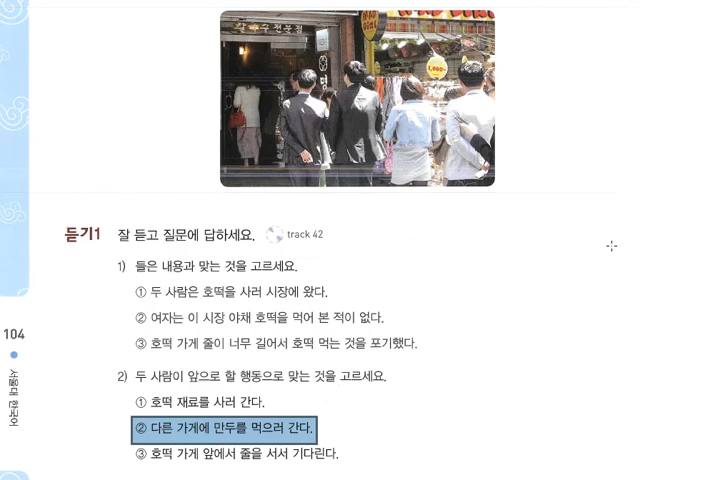 칼국수 전문점
1,000
듣기1 잘 듣고 질문에 답하세요. track 42
1) 들은 내용과 맞는 것을 고르세요.
① 두 사람은 호떡을 사러 시장에 왔다.
② 여자는 이 시장 야채 호떡을 먹어 본 적이 없다.
③ 호떡 가게 줄이 너무 길어서 호떡 먹는 것을 포기했다.
2) 두 사람이 앞으로 할 행동으로 맞는 것을 고르세요.
① 호떡 재료를 사러 간다.
② 다른 가게에 만두를 먹으러 간다.
③ 호떡 가게 앞에서 줄을 서서 기다린다.
104
서울대 한국어